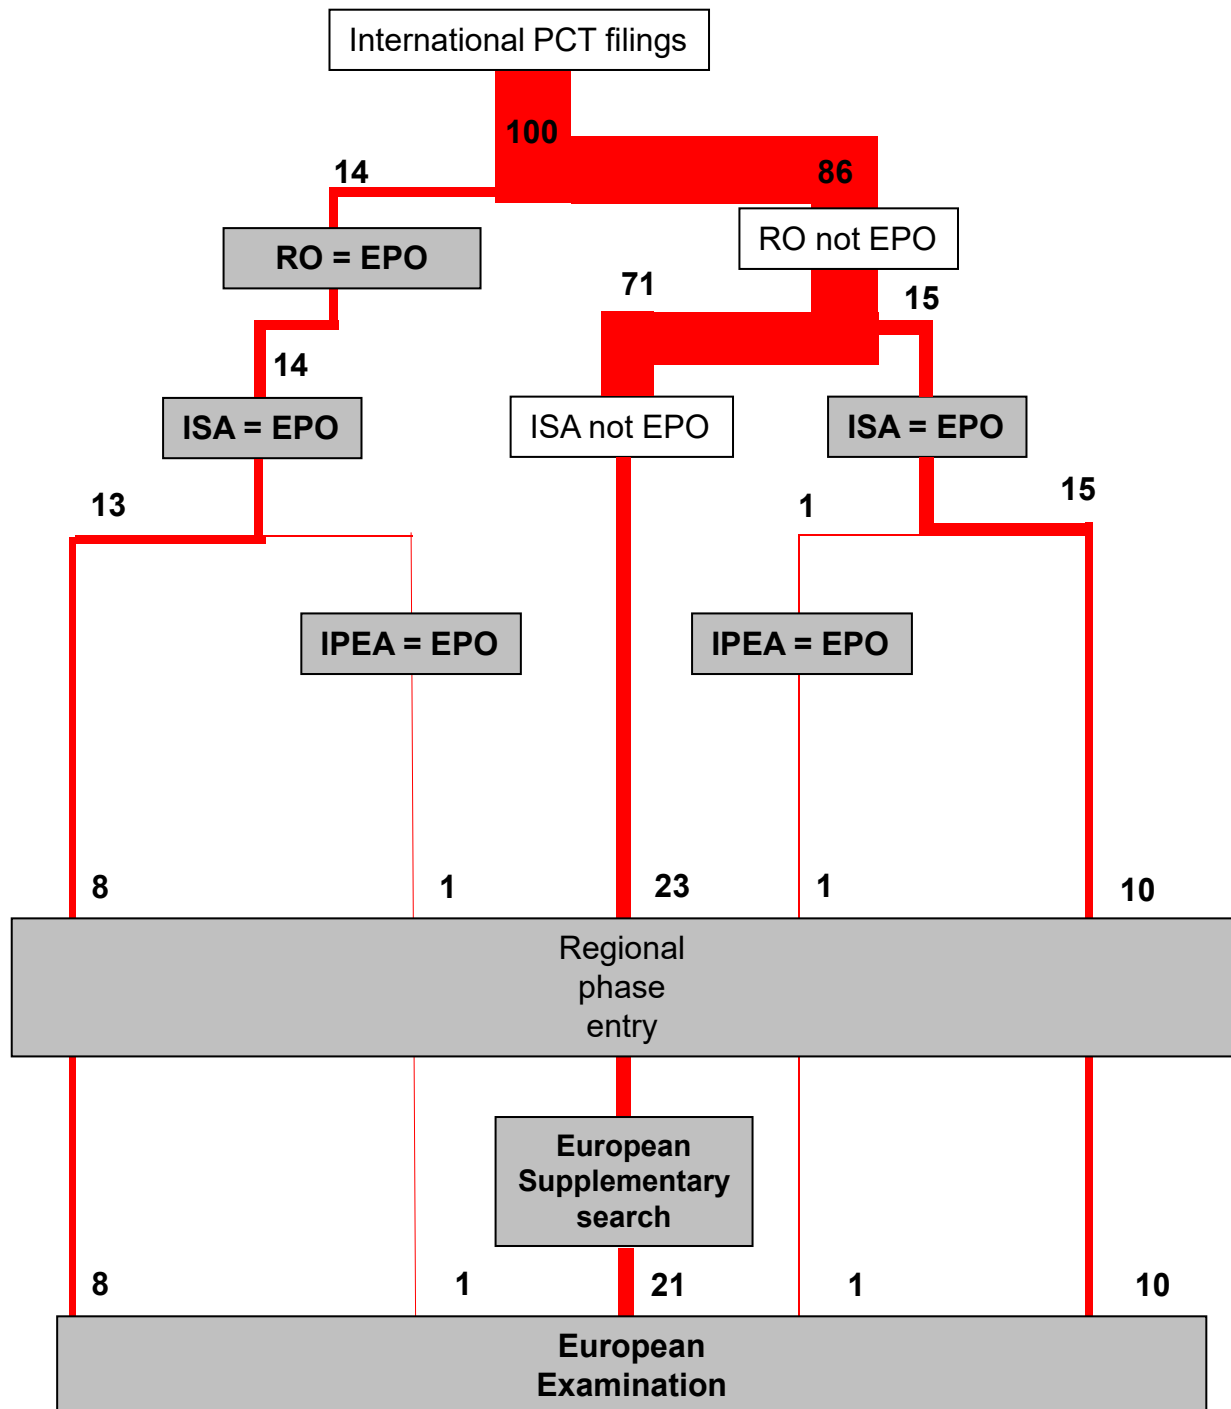 International PCT filings
100
14
86
RO = EPO
RO not EPO
71
15
14
ISA = EPO
ISA not EPO
ISA = EPO
13
1
15
IPEA = EPO
IPEA = EPO
8
1
23
1
10
Regional
phase
entry
European
Supplementary
search
8
1
21
1
10
European
Examination